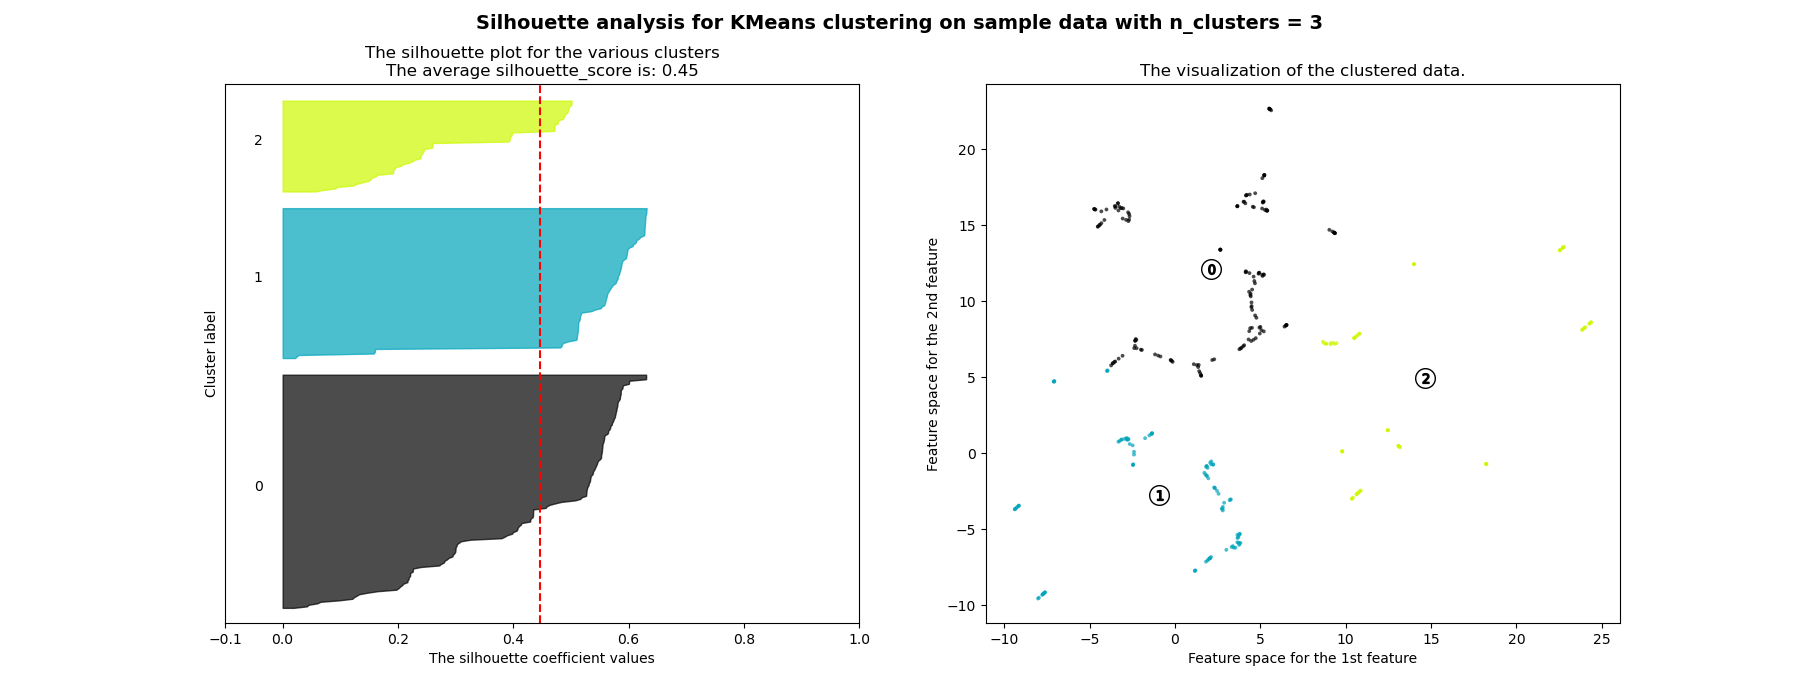 Silhouette analysis for KMeans clustering on sample data with n_clusters = 3
The silhouette plot for the various clusters
The average silhouette_score is: 0.45
2
1
0
Cluster label
−0.1 0.0 0.2 0.4 0.6 0.8 1.0
The silhouette coefficient values
The visualization of the clustered data.
20
15
10
5
0
−5
−10
Feature space for the 2nd feature
0
2
1
−10 −5 0 5 10 15 20 25
Feature space for the 1st feature